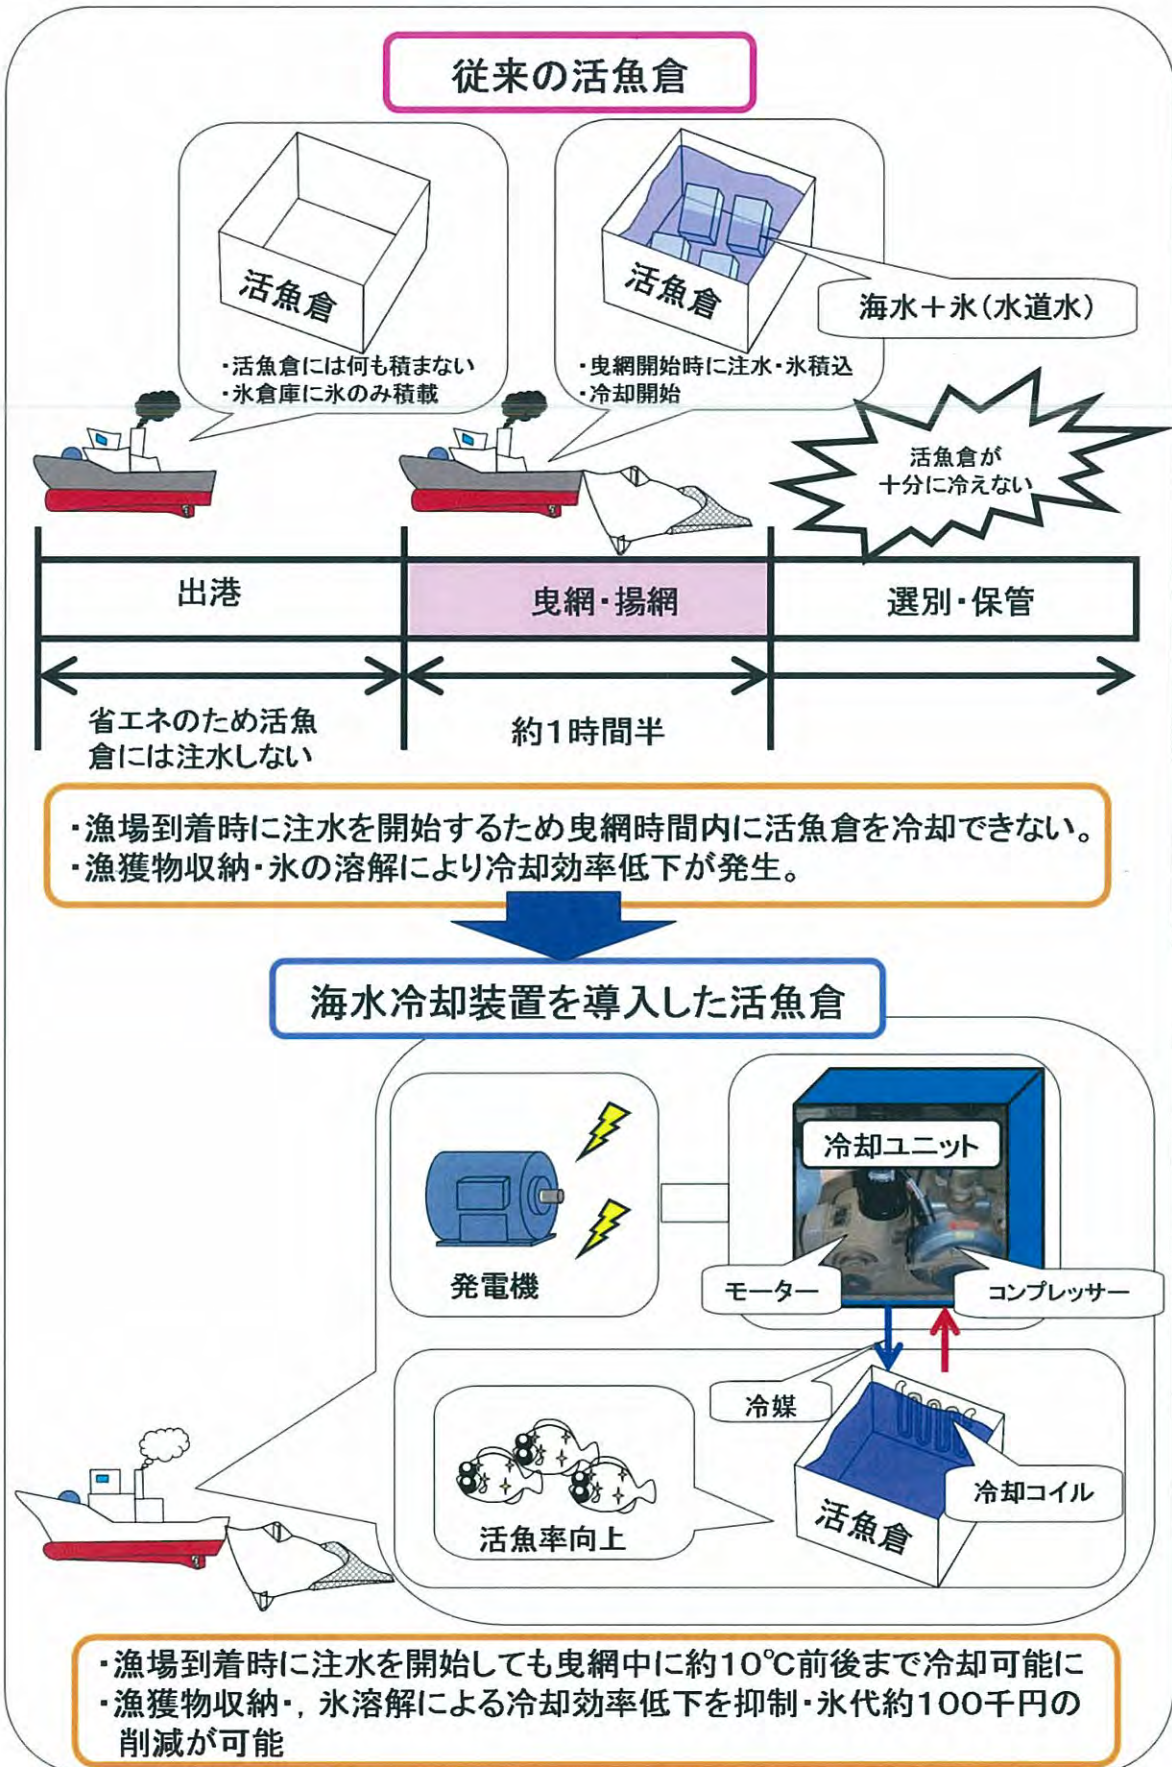 従来の活魚倉
活魚倉
・活魚倉には何も積まない
・氷倉庫に氷のみ積載
活魚倉
・曳網開始時に注水・氷積込
・冷却開始
海水＋氷(水道水)
活魚倉が
十分に冷えない
出港
曳網・揚網
選別・保管
省エネのため活魚
倉には注水しない
約1時間半
・漁場到着時に注水を開始するため曳網時間内に活魚倉を冷却できない。
・漁獲物収納・氷の溶解により冷却効率低下が発生。
海水冷却装置を導入した活魚倉
発電機
冷却ユニット
モーター
コンプレッサー
冷媒
冷却コイル
活魚倉
活魚率向上
・漁場到着時に注水を開始しても曳網中に約10℃前後まで冷却可能に
・漁獲物収納・，氷溶解による冷却効率低下を抑制・氷代約100千円の
削減が可能